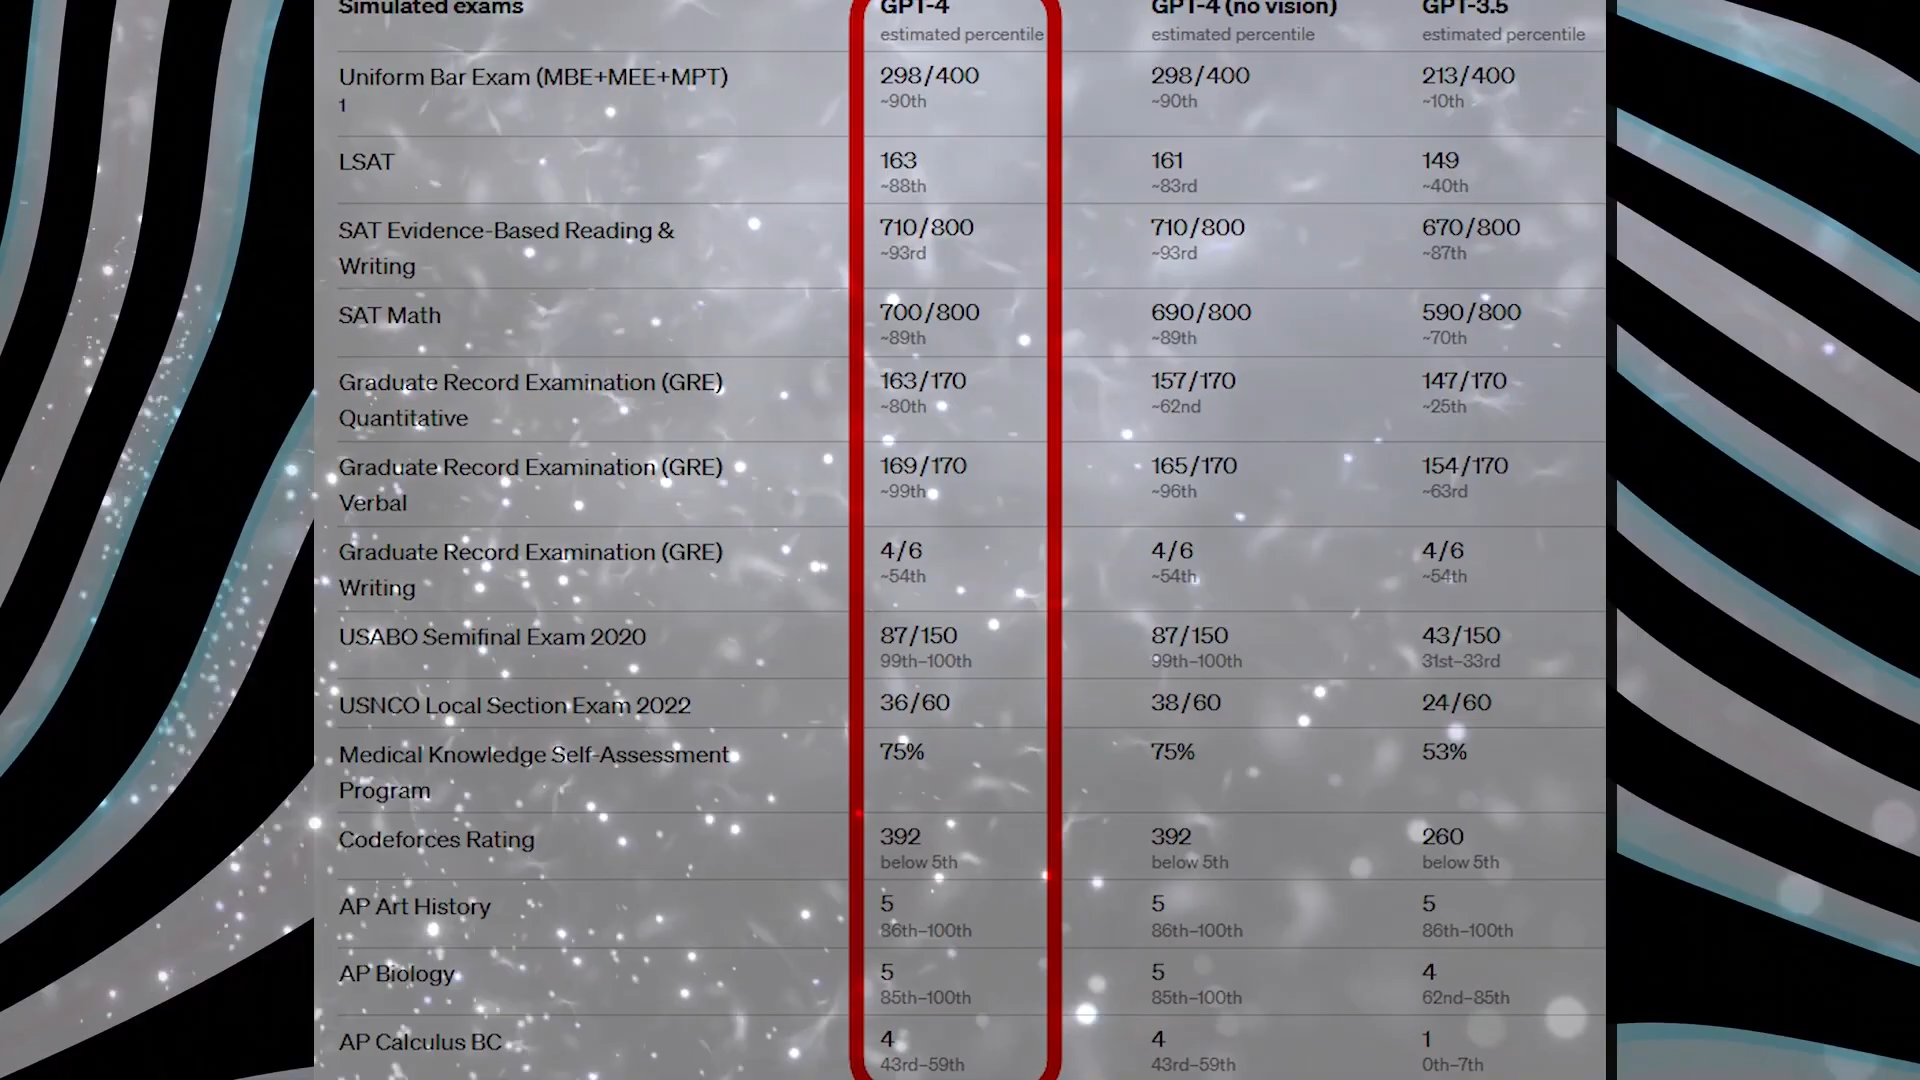 Simulated exams GPT-4 GPT-4 (no vision) GPT-3.5
estimated percentile estimated percentile estimated percentile
Uniform Bar Exam (MBE+MEE+MPT) 298/400 298/400 213/400
1 ~90th ~90th ~10th
LSAT 163 161 149
~88th ~83rd ~40th
SAT Evidence-Based Reading & 710/800 710/800 670/800
Writing ~93rd ~93rd ~87th
SAT Math 700/800 690/800 590/800
~89th ~89th ~70th
Graduate Record Examination (GRE) 163/170 157/170 147/170
Quantitative ~80th ~62nd ~25th
Graduate Record Examination (GRE) 169/170 165/170 154/170
Verbal ~99th ~96th ~63rd
Graduate Record Examination (GRE) 4/6 4/6 4/6
Writing ~54th ~54th ~54th
USABO Semifinal Exam 2020 87/150 87/150 43/150
99th–100th 99th–100th 31st–33rd
USNCO Local Section Exam 2022 36/60 38/60 24/60
Medical Knowledge Self-Assessment 75% 75% 53%
Program
Codeforces Rating 392 392 260
below 5th below 5th below 5th
AP Art History 5 5 5
86th–100th 86th–100th 86th–100th
AP Biology 5 5 4
85th–100th 85th–100th 62nd–85th
AP Calculus BC 4 4 1
43rd–59th 43rd–59th 0th–7th